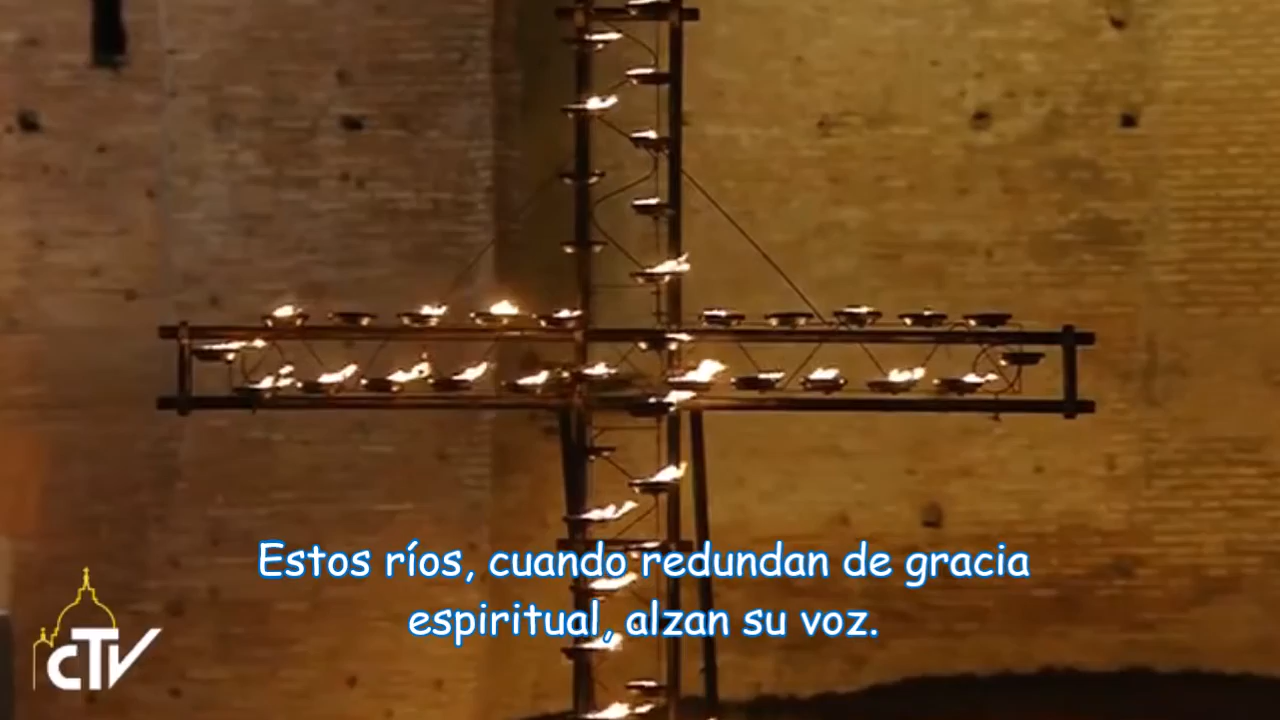 Estos ríos, cuando redundan de gracia
espiritual, alzan su voz.
CTV